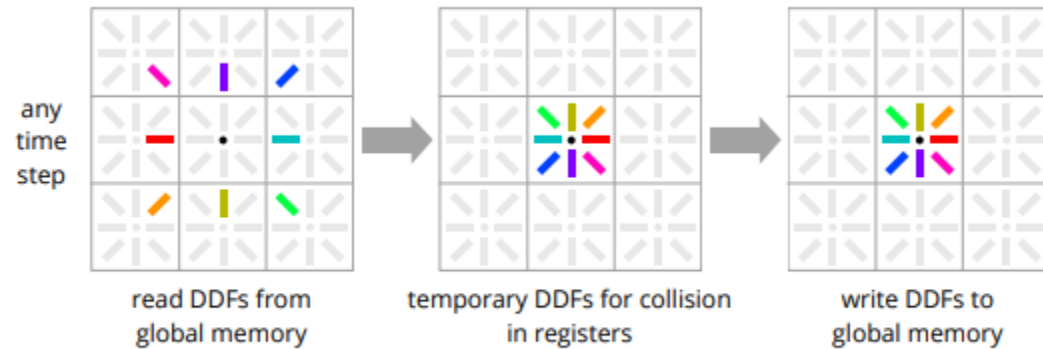 any
time
step
read DDFs from
global memory
temporary DDFs for collision
in registers
write DDFs to
global memory